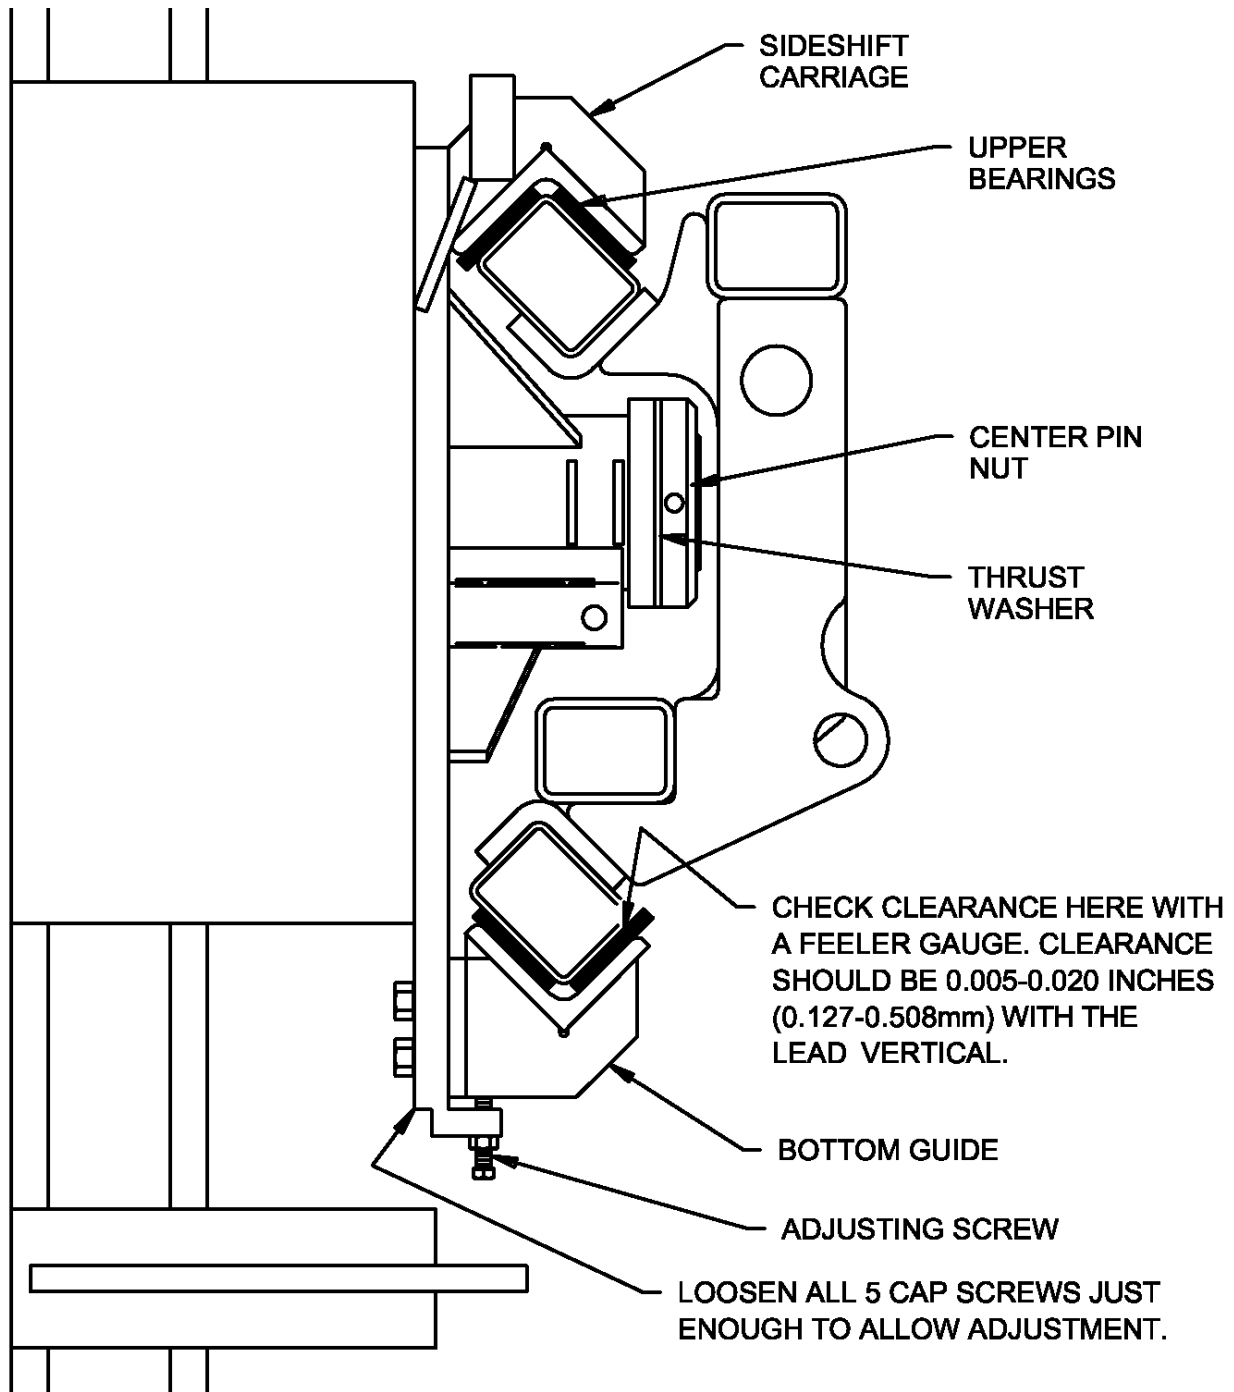 SIDESHIFT
CARRIAGE
UPPER
BEARINGS
CENTER PIN
NUT
THRUST
WASHER
CHECK CLEARANCE HERE WITH
A FEELER GAUGE. CLEARANCE
SHOULD BE 0.005-0.020 INCHES
(0.127-0.508mm) WITH THE
LEAD VERTICAL.
BOTTOM GUIDE
ADJUSTING SCREW
LOOSEN ALL 5 CAP SCREWS JUST
ENOUGH TO ALLOW ADJUSTMENT.